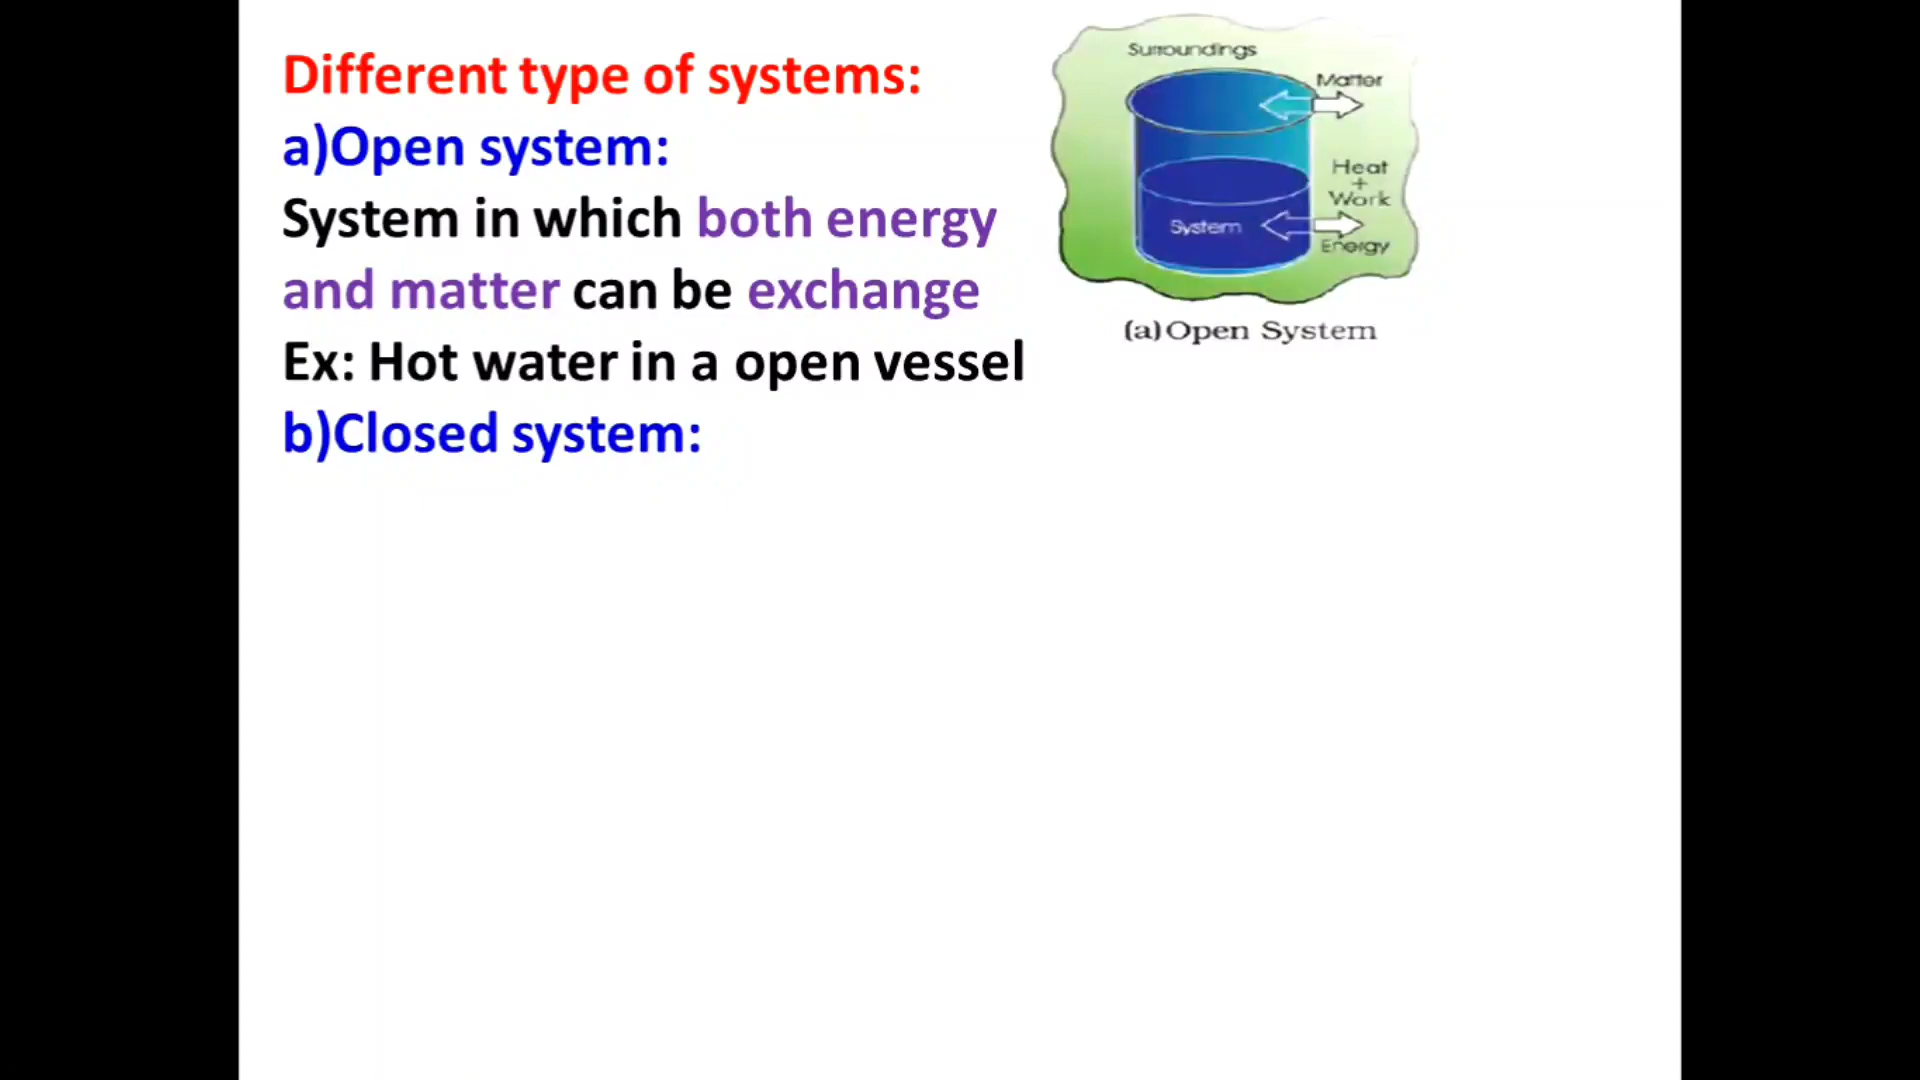 Different type of systems:
a)Open system:
System in which both energy
and matter can be exchange
Ex: Hot water in a open vessel
b)Closed system:
Surroundings
Matter
Heat
+
Work
System
Energy
(a) Open System